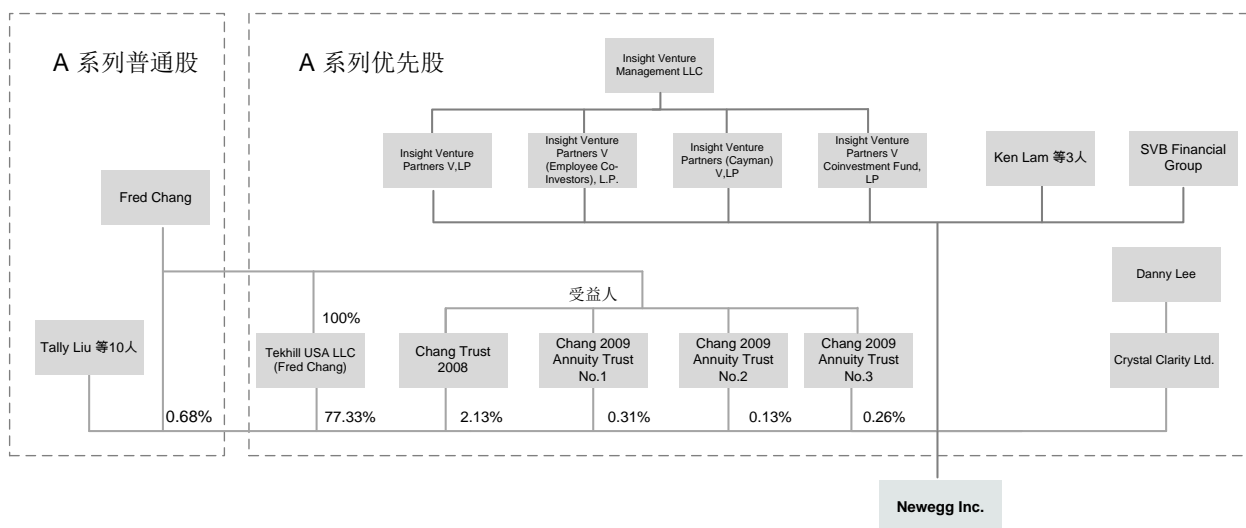 A 系列普通股
A 系列优先股
Insight Venture
Management LLC
Insight Venture
Partners V,LP
Insight Venture
Partners V
(Employee Co-
Investors), L.P.
Insight Venture
Partners (Cayman)
V,LP
Insight Venture
Partners V
Coinvestment Fund,
LP
Ken Lam 等3人
SVB Financial
Group
Fred Chang
Danny Lee
受益人
100%
Tally Liu 等10人
Tekhill USA LLC
(Fred Chang)
Chang Trust
2008
Chang 2009
Annuity Trust
No.1
Chang 2009
Annuity Trust
No.2
Chang 2009
Annuity Trust
No.3
Crystal Clarity Ltd.
0.68%
77.33%
2.13%
0.31%
0.13%
0.26%
Newegg Inc.